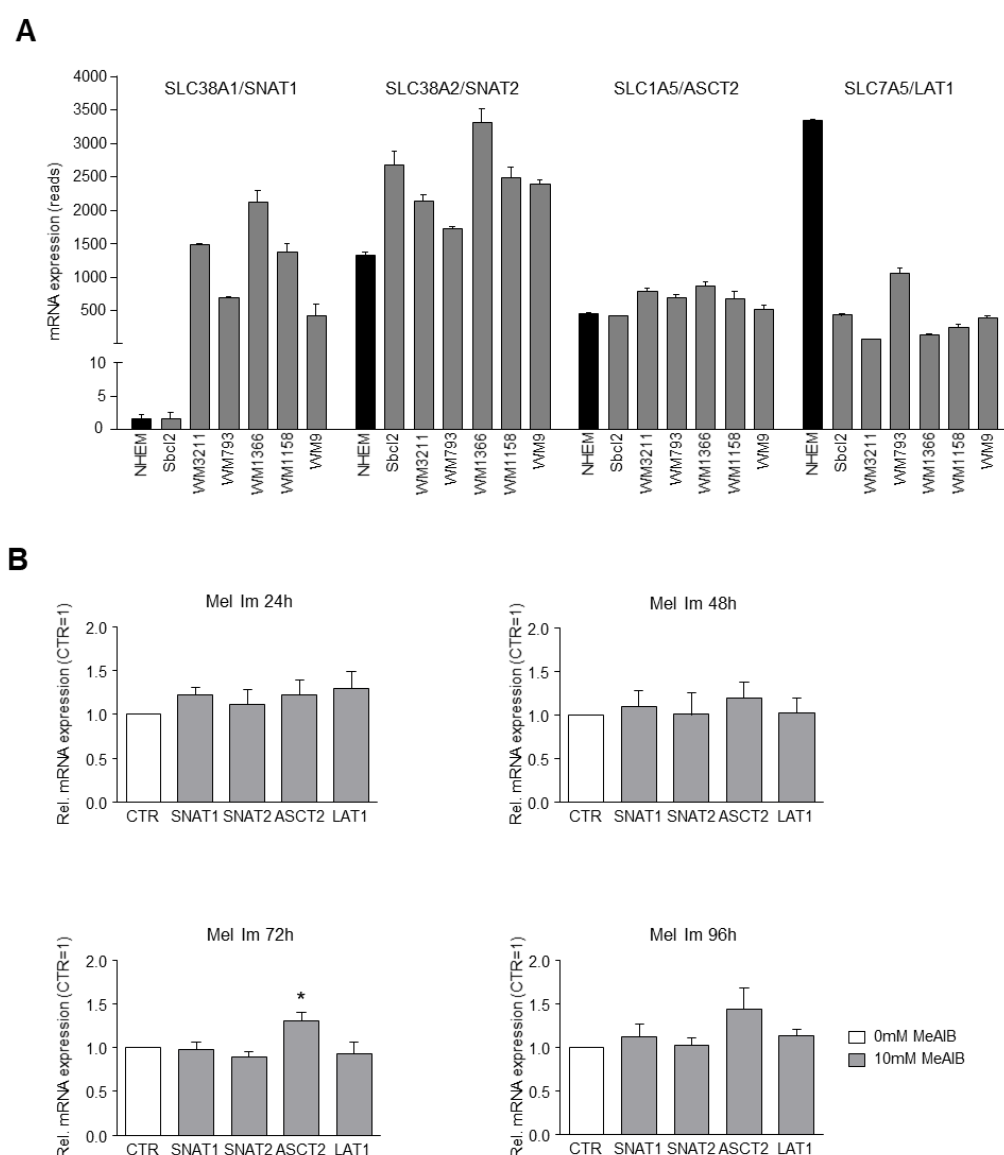 A
SLC38A1/SNAT1 SLC38A2/SNAT2 SLC1A5/ASCT2 SLC7A5/LAT1
mRNA expression (reads)
4000
3500
3000
2500
2000
1500
1000
500
10
5
0
NHEM Sbcl2 WM3211 WM793 WM1366 WM1158 WM9 NHEM Sbcl2 WM3211 WM793 WM1366 WM1158 WM9 NHEM Sbcl2 WM3211 WM793 WM1366 WM1158 WM9 NHEM Sbcl2 WM3211 WM793 WM1366 WM1158 WM9
B
Mel Im 24h
Rel. mRNA expression (CTR=1)
2.0
1.5
1.0
0.5
0.0
CTR SNAT1 SNAT2 ASCT2 LAT1
Mel Im 48h
Rel. mRNA expression (CTR=1)
2.0
1.5
1.0
0.5
0.0
CTR SNAT1 SNAT2 ASCT2 LAT1
Mel Im 72h
Rel. mRNA expression (CTR=1)
2.0
1.5
1.0
0.5
0.0
*
CTR SNAT1 SNAT2 ASCT2 LAT1
Mel Im 96h
Rel. mRNA expression (CTR=1)
2.0
1.5
1.0
0.5
0.0
CTR SNAT1 SNAT2 ASCT2 LAT1
0mM MeAIB
10mM MeAIB